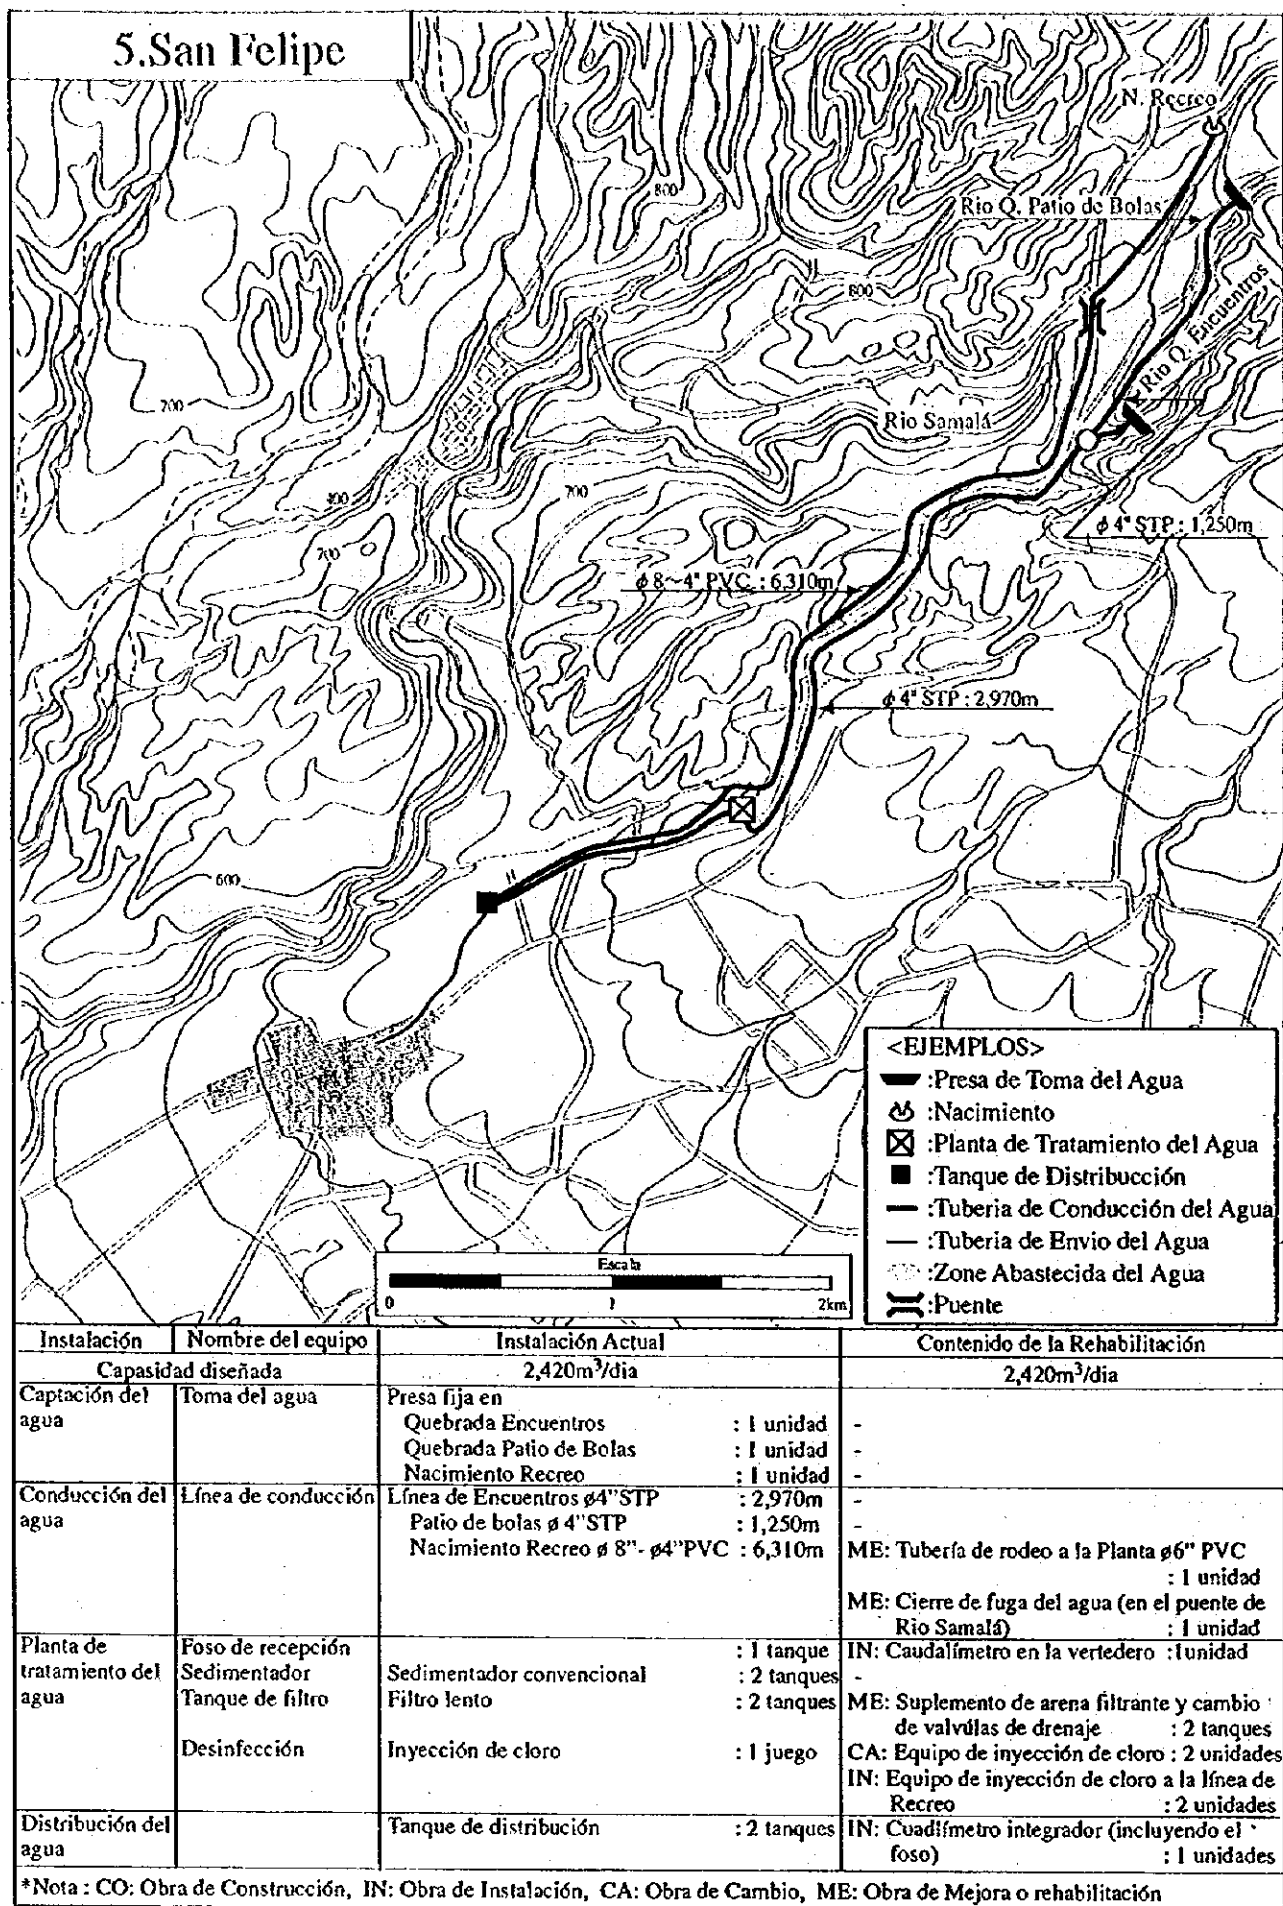 5.San Felipe
N. Recreo
800
Rio Q. Patio de Bolas
800
Rio Q. Encuentros
700
Rio Samalá
700
400
700
ø 4" STP : 1,250m
ø 8~4" PVC : 6,310m
ø 4" STP : 2,970m
600
<EJEMPLOS>
:Presa de Toma del Agua
:Nacimiento
:Planta de Tratamiento del Agua
:Tanque de Distribucción
:Tuberia de Conducción del Agua
:Tuberia de Envio del Agua
:Zone Abastecida del Agua
:Puente
Escala
0 1 2km
Instalación Nombre del equipo Instalación Actual Contenido de la Rehabilitación
Capasidad diseñada 2,420m³/dia 2,420m³/dia
Captación del Toma del agua Presa fija en
agua Quebrada Encuentros : 1 unidad -
Quebrada Patio de Bolas : 1 unidad -
Nacimiento Recreo : 1 unidad -
Conducción del Línea de conducción Línea de Encuentros ø4"STP : 2,970m -
agua Patio de bolas ø 4"STP : 1,250m -
Nacimiento Recreo ø 8"- ø4"PVC : 6,310m ME: Tubería de rodeo a la Planta ø6" PVC
: 1 unidad
ME: Cierre de fuga del agua (en el puente de
Rio Samalá) : 1 unidad
Planta de Foso de recepción : 1 tanque IN: Caudalímetro en la vertedero :1unidad
tratamiento del Sedimentador Sedimentador convencional : 2 tanques -
agua Tanque de filtro Filtro lento : 2 tanques ME: Suplemento de arena filtrante y cambio
de valvúlas de drenaje : 2 tanques
Desinfección Inyección de cloro : 1 juego CA: Equipo de inyección de cloro : 2 unidades
IN: Equipo de inyección de cloro a la línea de
Recreo : 2 unidades
Distribución del Tanque de distribución : 2 tanques IN: Cuadlímetro integrador (incluyendo el
agua foso) : 1 unidades
*Nota : CO: Obra de Construcción, IN: Obra de Instalación, CA: Obra de Cambio, ME: Obra de Mejora o rehabilitación